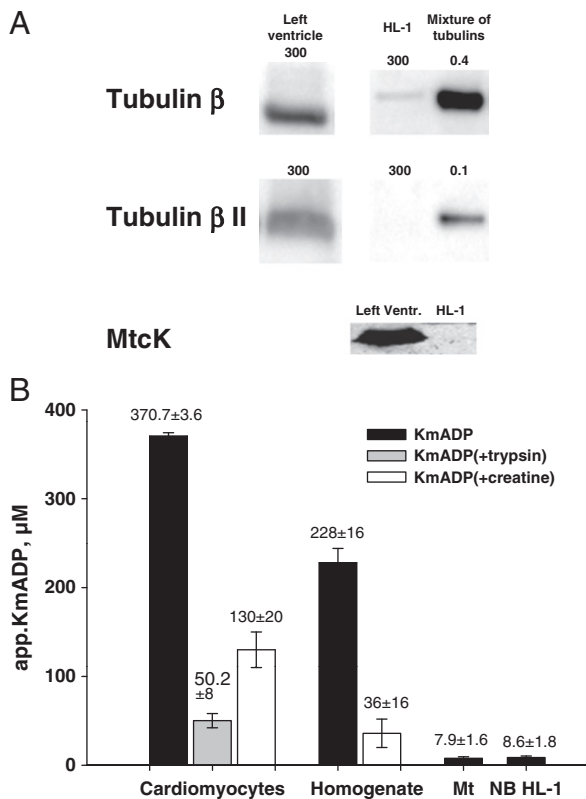 A
Left
ventricle
300
HL-1
300
Mixture of
tubulins
0.4
Tubulin β
300
300
0.1
Tubulin β II
Left Ventr. HL-1
MtcK
B
400
300
200
100
0
app.KmADP, μM
370.7±3.6
50.2
±8
130±20
228±16
36±16
7.9±1.6
8.6±1.8
KmADP
KmADP(+trypsin)
KmADP(+creatine)
Cardiomyocytes Homogenate Mt NB HL-1